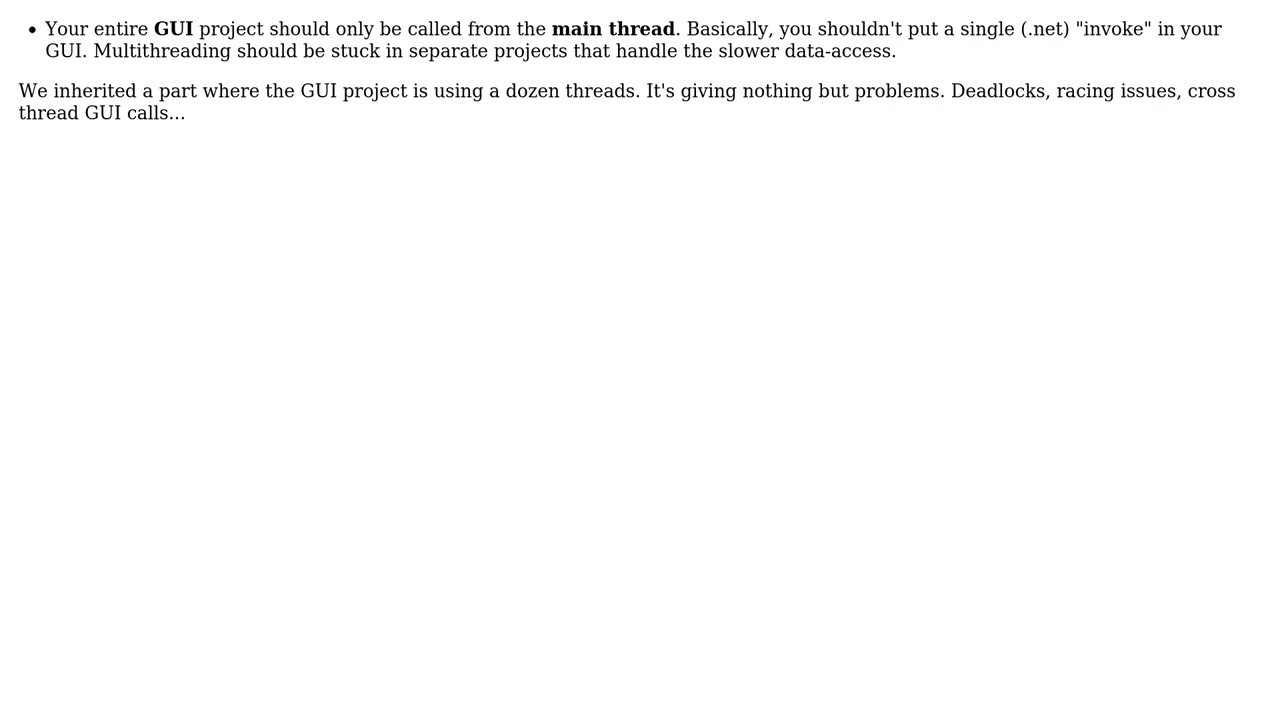 • Your entire GUI project should only be called from the main thread. Basically, you shouldn't put a single (.net) "invoke" in your
GUI. Multithreading should be stuck in separate projects that handle the slower data-access.
We inherited a part where the GUI project is using a dozen threads. It's giving nothing but problems. Deadlocks, racing issues, cross
thread GUI calls...